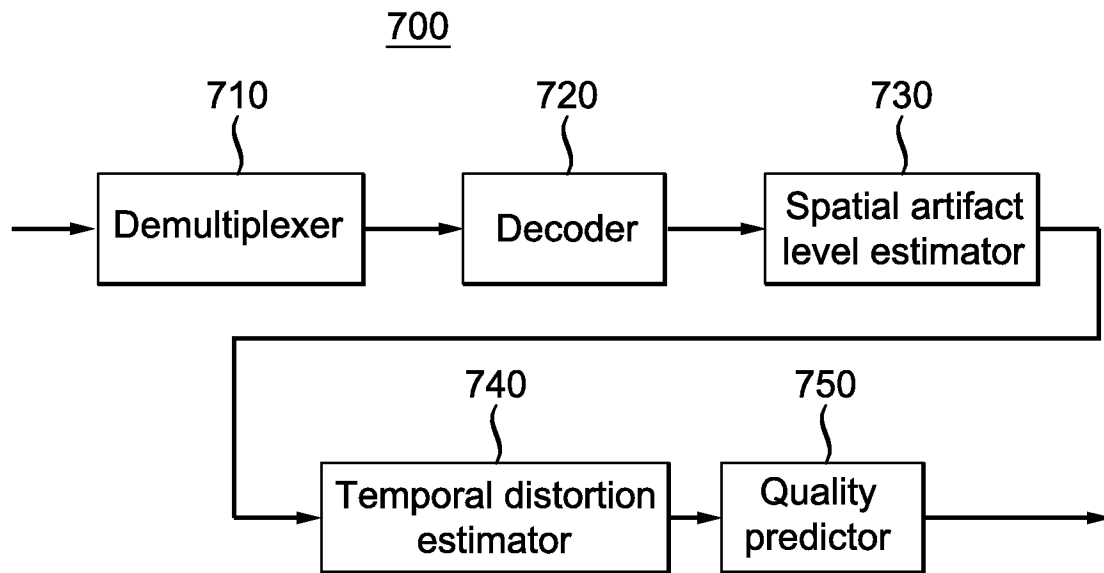 700
710
720
730
Demultiplexer
Decoder
Spatial artifact
level estimator
740
750
Temporal distortion
estimator
Quality
predictor